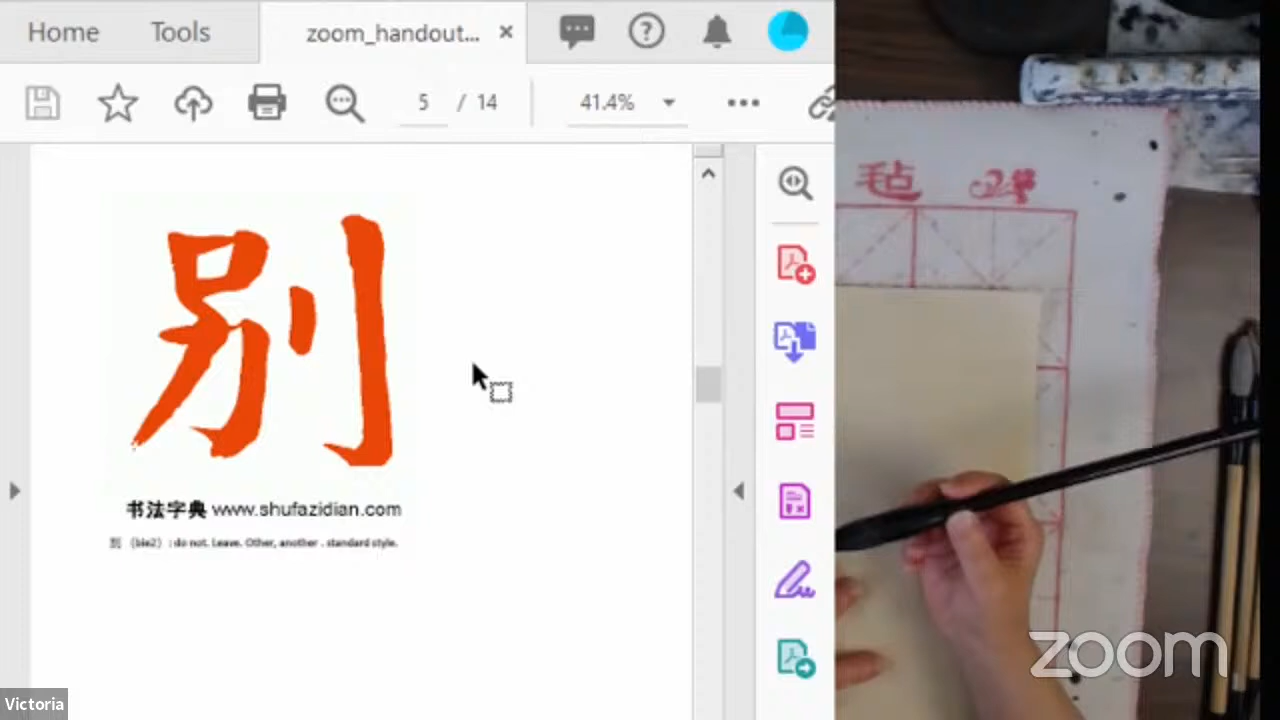 Home Tools zoom_handout...
5 / 14 41.4%
毡
别
书法字典 www.shufazidian.com
别 (bie2) : do not. Leave. Other, another . standard style.
zoom
Victoria